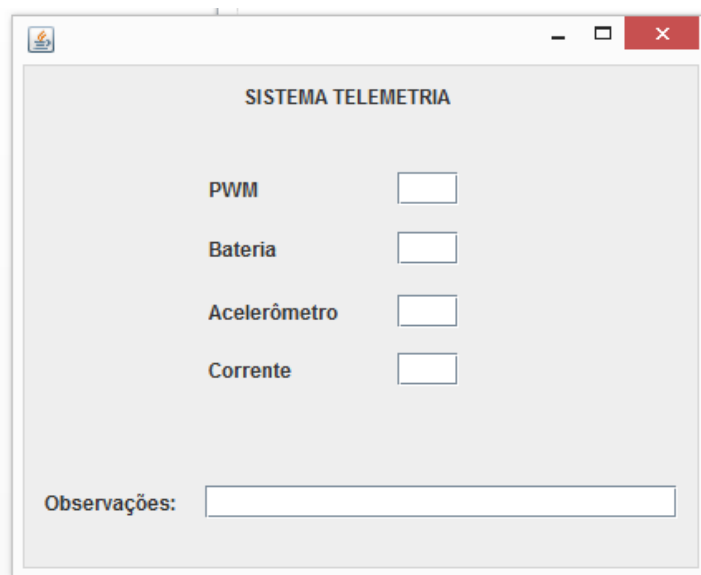 SISTEMA TELEMETRIA
PWM
Bateria
Acelerômetro
Corrente
Observações: